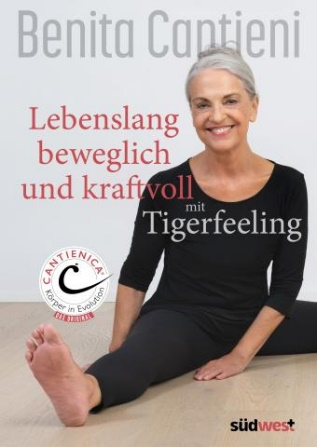 Benita Cantieni
Lebenslang
beweglich
und kraftvoll
mit
Tigerfeeling
CANTIENICA®
Körper in Evolution
DAS ORIGINAL
südwest